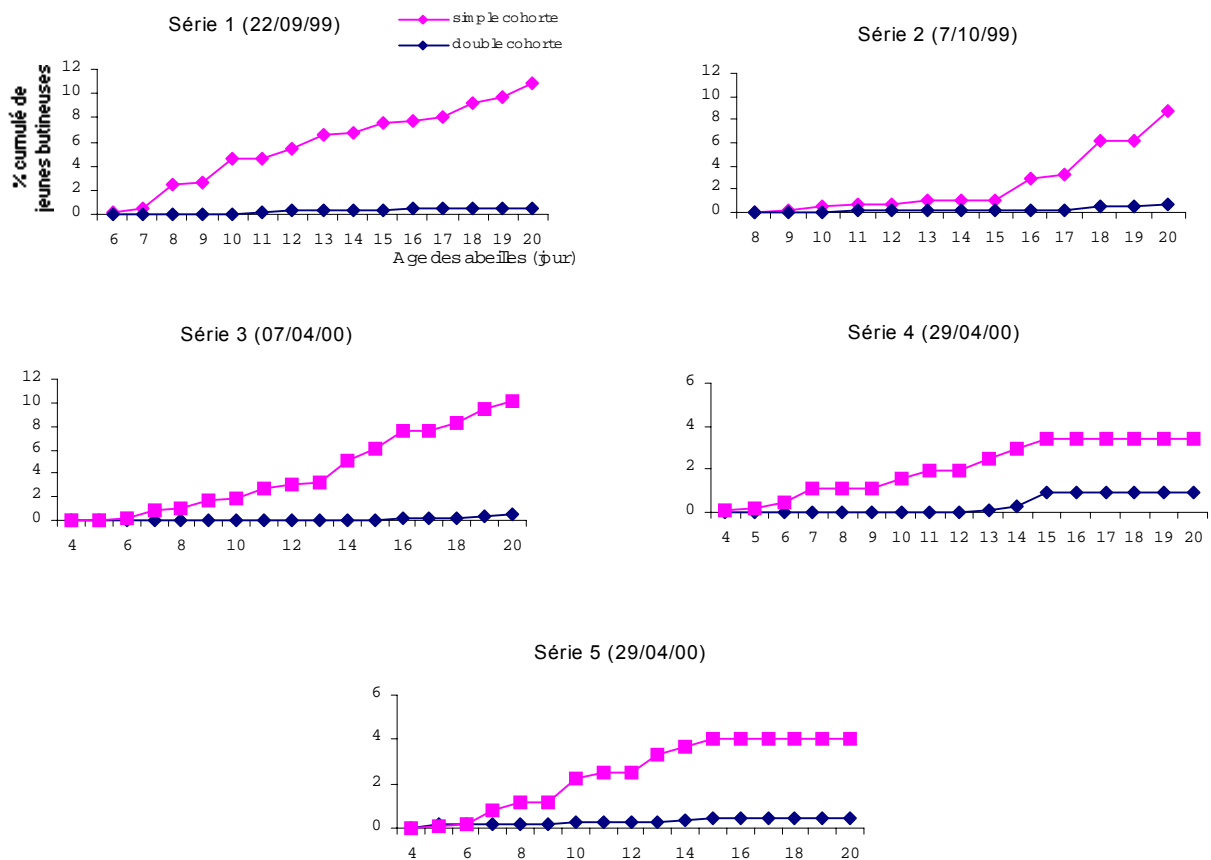 Série 1 (22/09/99)
simple cohorte
double cohorte
Série 2 (7/10/99)
% cumulé de
jeunes butineuses
12
10
8
6
4
2
0
6 7 8 9 10 11 12 13 14 15 16 17 18 19 20
Age des abeilles (jour)
12
10
8
6
4
2
0
8 9 10 11 12 13 14 15 16 17 18 19 20
Série 3 (07/04/00)
12
10
8
6
4
2
0
4 6 8 10 12 14 16 18 20
Série 4 (29/04/00)
6
4
2
0
4 5 6 7 8 9 10 11 12 13 14 15 16 17 18 19 20
Série 5 (29/04/00)
6
4
2
0
4 6 8 10 12 14 16 18 20